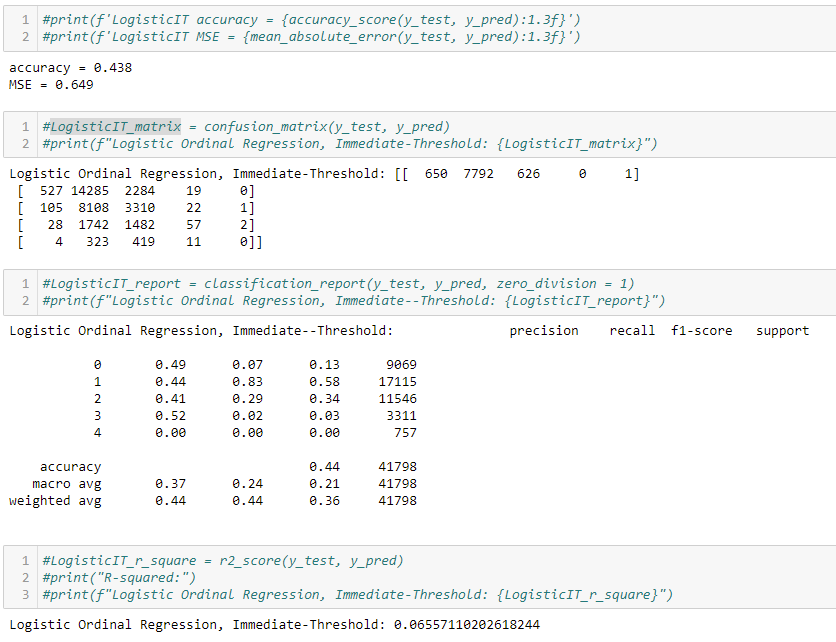 1 #print(f'LogisticIT accuracy = {accuracy_score(y_test, y_pred):1.3f}')
2 #print(f'LogisticIT MSE = {mean_absolute_error(y_test, y_pred):1.3f}')
accuracy = 0.438
MSE = 0.649
1 #LogisticIT_matrix = confusion_matrix(y_test, y_pred)
2 #print(f"Logistic Ordinal Regression, Immediate-Threshold: {LogisticIT_matrix}")
Logistic Ordinal Regression, Immediate-Threshold: [[ 650 7792 626 0 1]
[ 527 14285 2284 19 0]
[ 105 8108 3310 22 1]
[ 28 1742 1482 57 2]
[ 4 323 419 11 0]]
1 #LogisticIT_report = classification_report(y_test, y_pred, zero_division = 1)
2 #print(f"Logistic Ordinal Regression, Immediate--Threshold: {LogisticIT_report}")
Logistic Ordinal Regression, Immediate--Threshold: precision recall f1-score support
0 0.49 0.07 0.13 9069
1 0.44 0.83 0.58 17115
2 0.41 0.29 0.34 11546
3 0.52 0.02 0.03 3311
4 0.00 0.00 0.00 757
accuracy 0.44 41798
macro avg 0.37 0.24 0.21 41798
weighted avg 0.44 0.44 0.36 41798
1 #LogisticIT_r_square = r2_score(y_test, y_pred)
2 #print("R-squared:")
3 #print(f"Logistic Ordinal Regression, Immediate-Threshold: {LogisticIT_r_square}")
Logistic Ordinal Regression, Immediate-Threshold: 0.06557110202618244